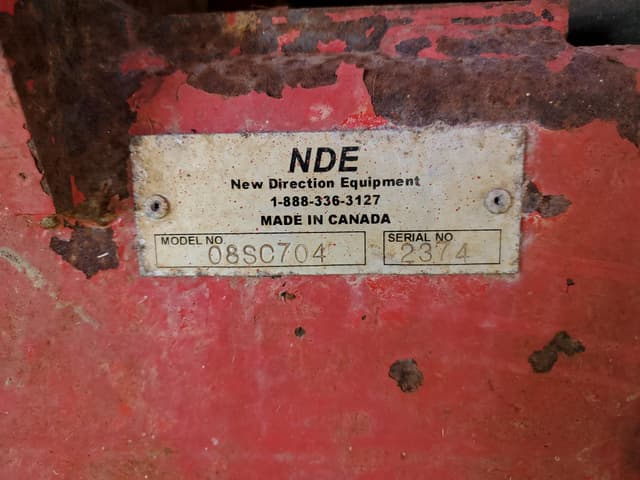 NDE
New Direction Equipment
1-888-336-3127
MADE IN CANADA
MODEL NO
08SC704
SERIAL NO
2374